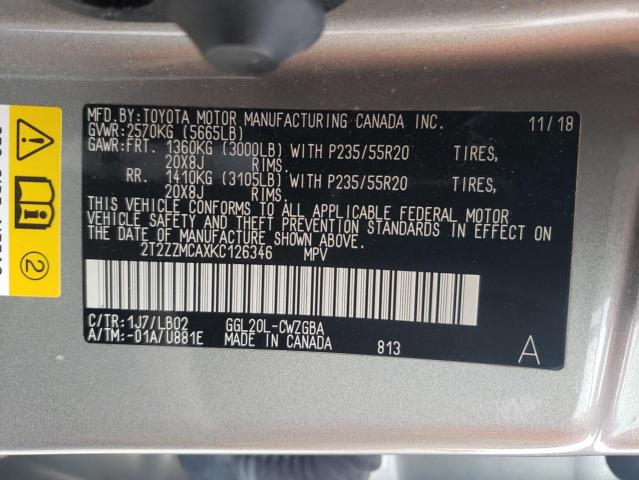 MFD.BY:TOYOTA MOTOR MANUFACTURING CANADA INC. 11/18
GVWR:2570KG (5665LB)
GAWR:FRT. 1360KG (3000LB) WITH P235/55R20 TIRES,
20X8J RIMS.
RR. 1410KG (3105LB) WITH P235/55R20 TIRES,
20X8J RIMS.
THIS VEHICLE CONFORMS TO ALL APPLICABLE FEDERAL MOTOR
VEHICLE SAFETY AND THEFT PREVENTION STANDARDS IN EFFECT ON
THE DATE OF MANUFACTURE SHOWN ABOVE.
2T2ZZMCAXKC126346 MPV
C/TR:1J7/LB02 GGL20L-CWZGBA
A/TM:-01A/U881E MADE IN CANADA 813 A
2